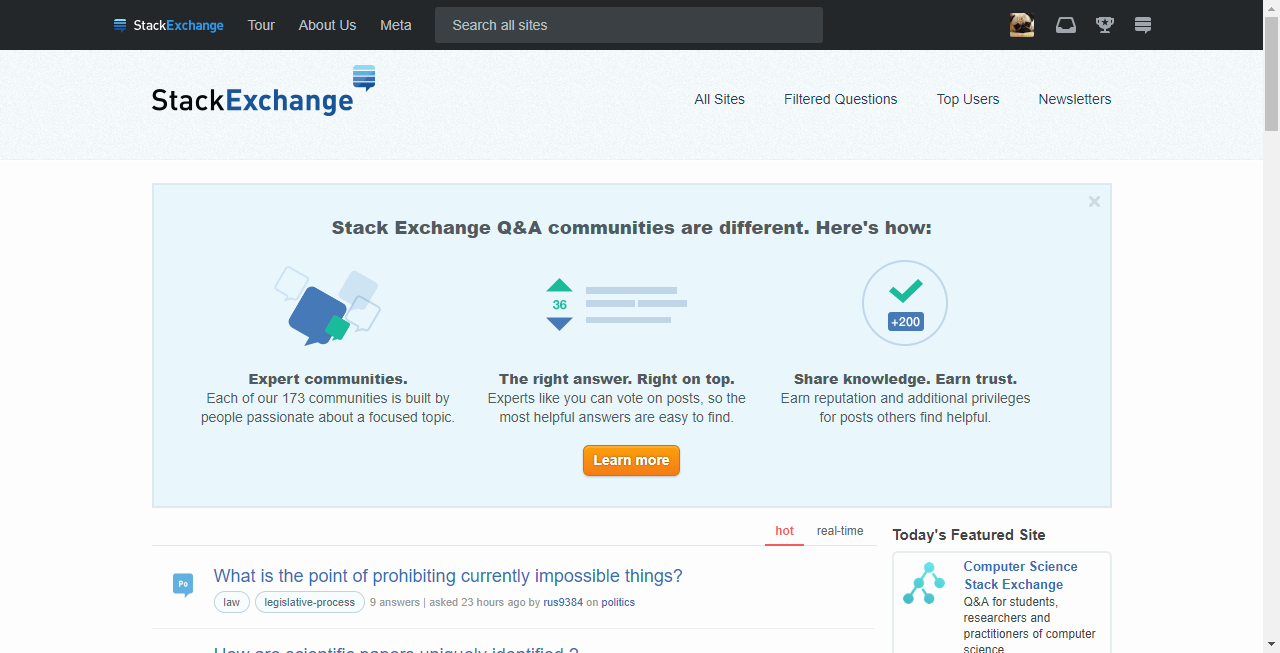 StackExchange Tour About Us Meta Search all sites
StackExchange
All Sites Filtered Questions Top Users Newsletters
Stack Exchange Q&A communities are different. Here's how:
36
+200
Expert communities.
Each of our 173 communities is built by
people passionate about a focused topic.
The right answer. Right on top.
Experts like you can vote on posts, so the
most helpful answers are easy to find.
Share knowledge. Earn trust.
Earn reputation and additional privileges
for posts others find helpful.
Learn more
hot real-time
Po
What is the point of prohibiting currently impossible things?
law legislative-process 9 answers | asked 23 hours ago by rus9384 on politics
How are scientific papers uniquely identified ?
Today's Featured Site
Computer Science
Stack Exchange
Q&A for students,
researchers and
practitioners of computer
science